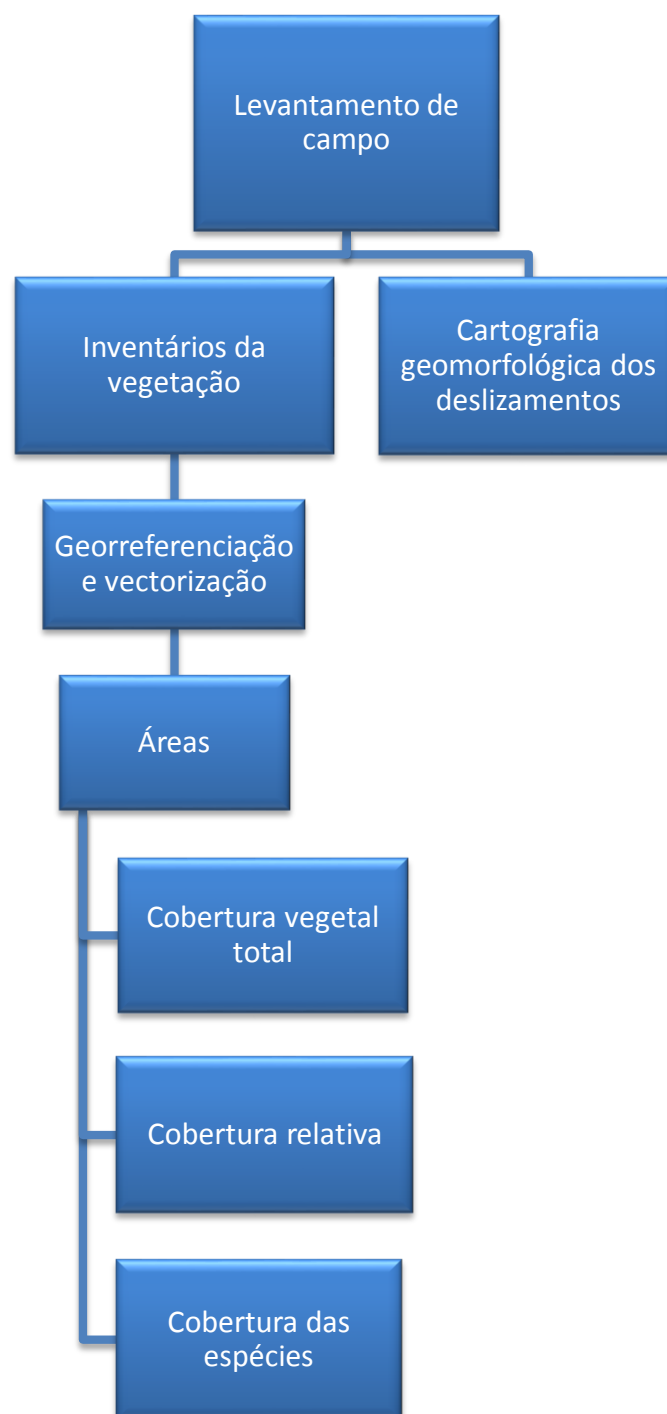 Levantamento de
campo
Inventários da
vegetação
Cartografia
geomorfológica dos
deslizamentos
Georreferenciação
e vectorização
Áreas
Cobertura vegetal
total
Cobertura relativa
Cobertura das
espécies